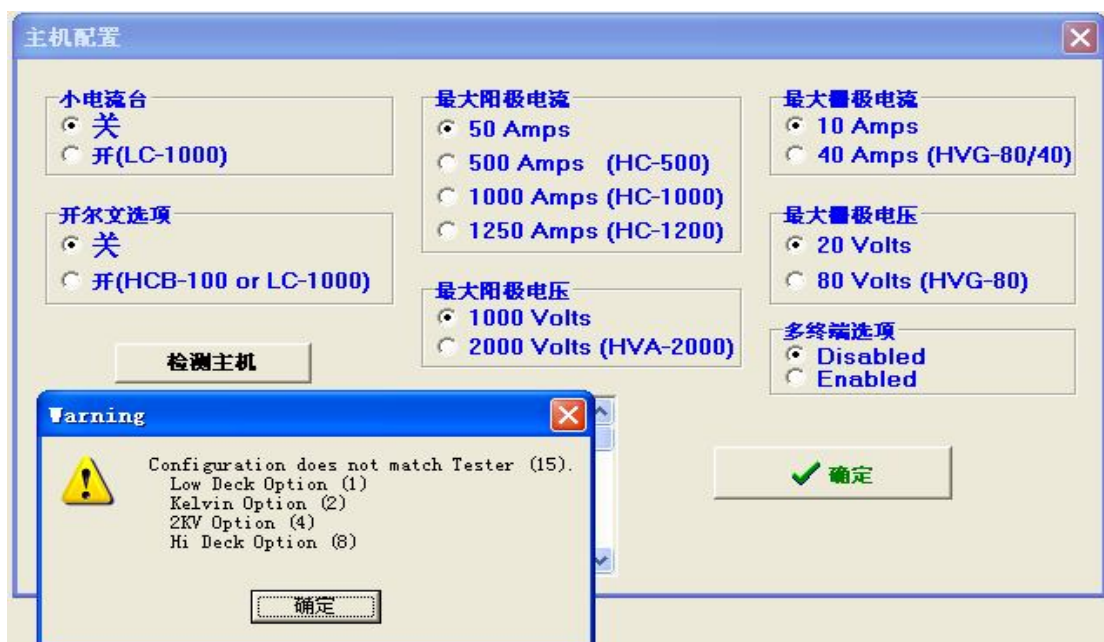 主机配置
小电流台
关
开(LC-1000)
开尔文选项
关
开(HCB-100 or LC-1000)
检测主机
最大阳极电流
50 Amps
500 Amps (HC-500)
1000 Amps (HC-1000)
1250 Amps (HC-1200)
最大阳极电压
1000 Volts
2000 Volts (HVA-2000)
最大栅极电流
10 Amps
40 Amps (HVG-80/40)
最大栅极电压
20 Volts
80 Volts (HVG-80)
多终端选项
Disabled
Enabled
确定
Warning
Configuration does not match Tester (15).
Low Deck Option (1)
Kelvin Option (2)
2KV Option (4)
Hi Deck Option (8)
确定